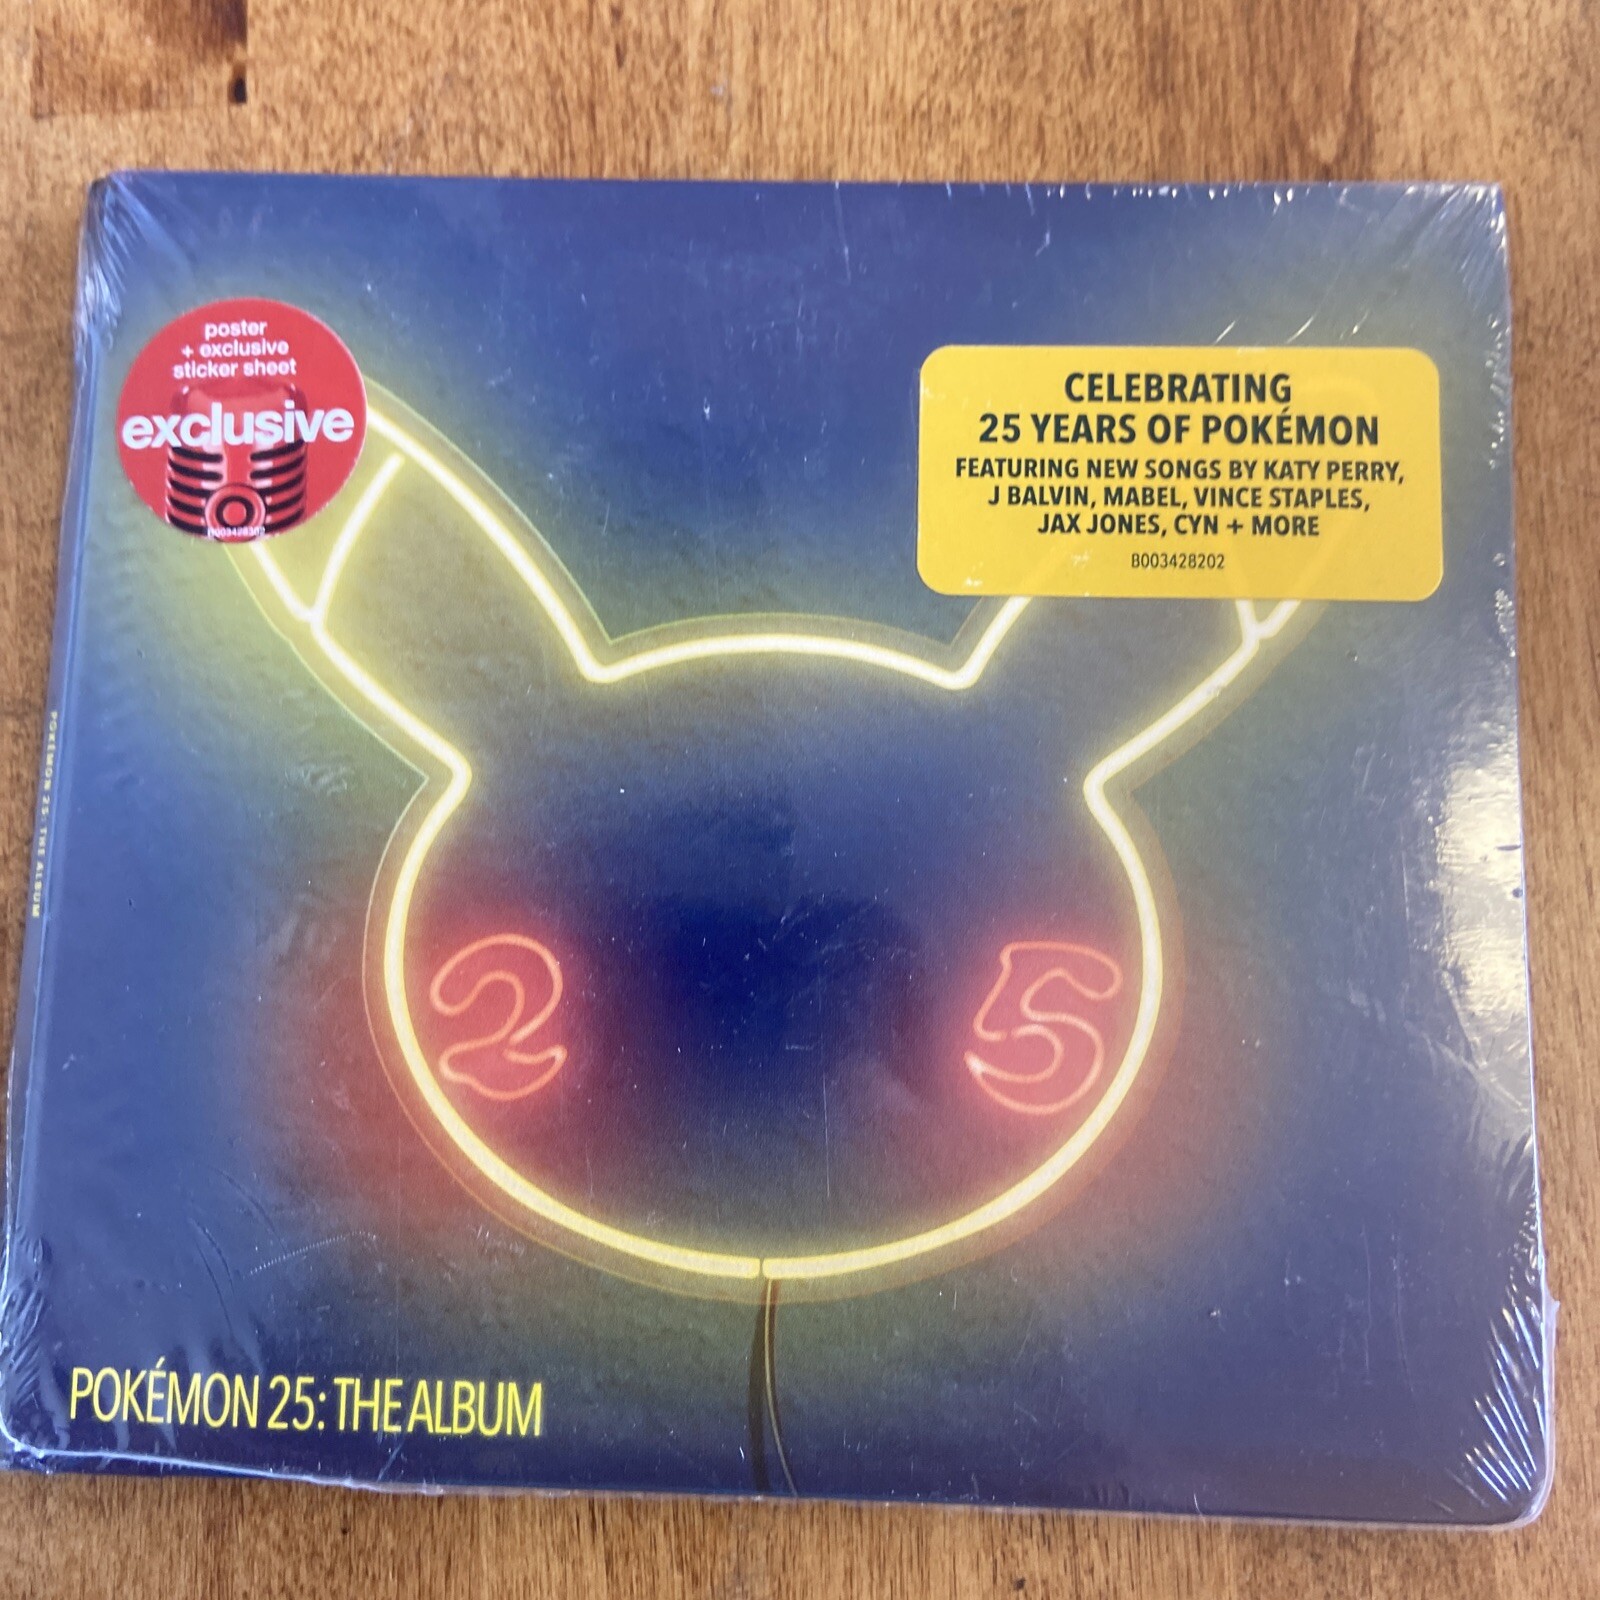 poster
+ exclusive
sticker sheet
exclusive
CELEBRATING
25 YEARS OF POKÉMON
FEATURING NEW SONGS BY KATY PERRY,
J BALVIN, MABEL, VINCE STAPLES,
JAX JONES, CYN + MORE
B003428202
POKÉMON 25: THE ALBUM
2 5
POKÉMON 25: THE ALBUM